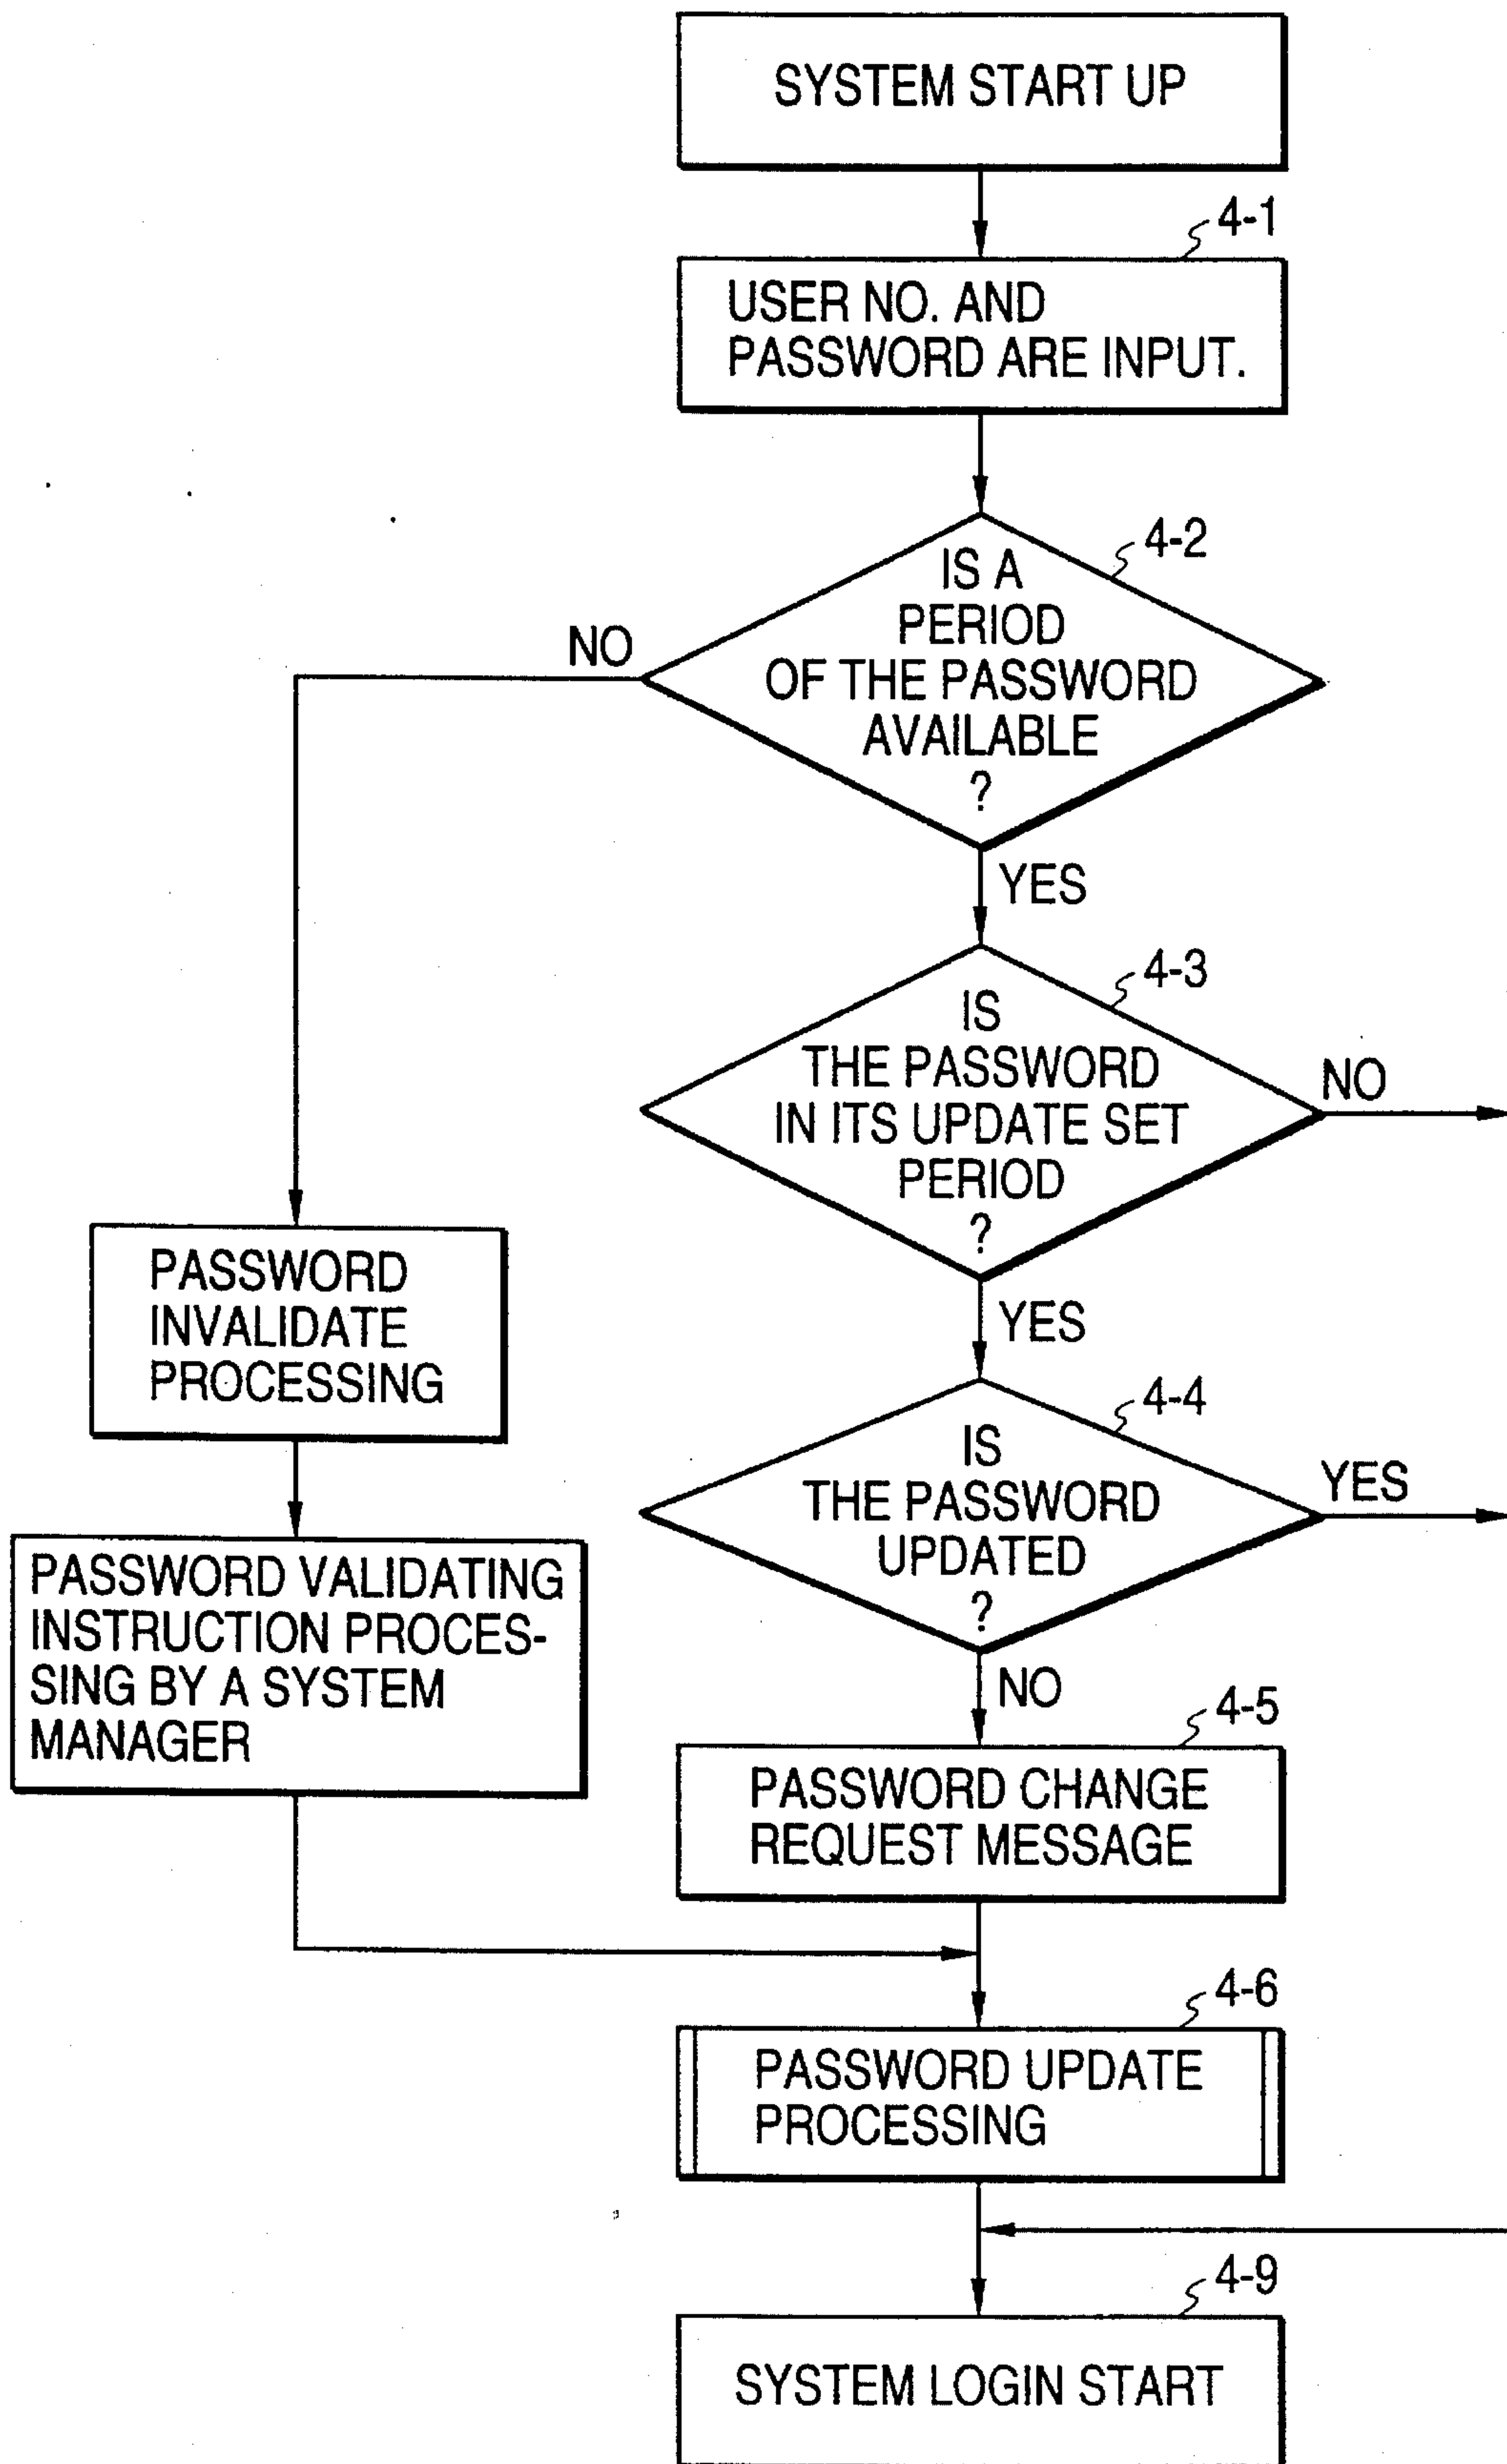 SYSTEM START UP
4-1
USER NO. AND
PASSWORD ARE INPUT.
4-2
IS A
PERIOD
OF THE PASSWORD
AVAILABLE
?
NO
YES
4-3
IS
THE PASSWORD
IN ITS UPDATE SET
PERIOD
?
NO
YES
PASSWORD
INVALIDATE
PROCESSING
4-4
IS
THE PASSWORD
UPDATED
?
YES
NO
PASSWORD VALIDATING
INSTRUCTION PROCES-
SING BY A SYSTEM
MANAGER
4-5
PASSWORD CHANGE
REQUEST MESSAGE
4-6
PASSWORD UPDATE
PROCESSING
4-9
SYSTEM LOGIN START